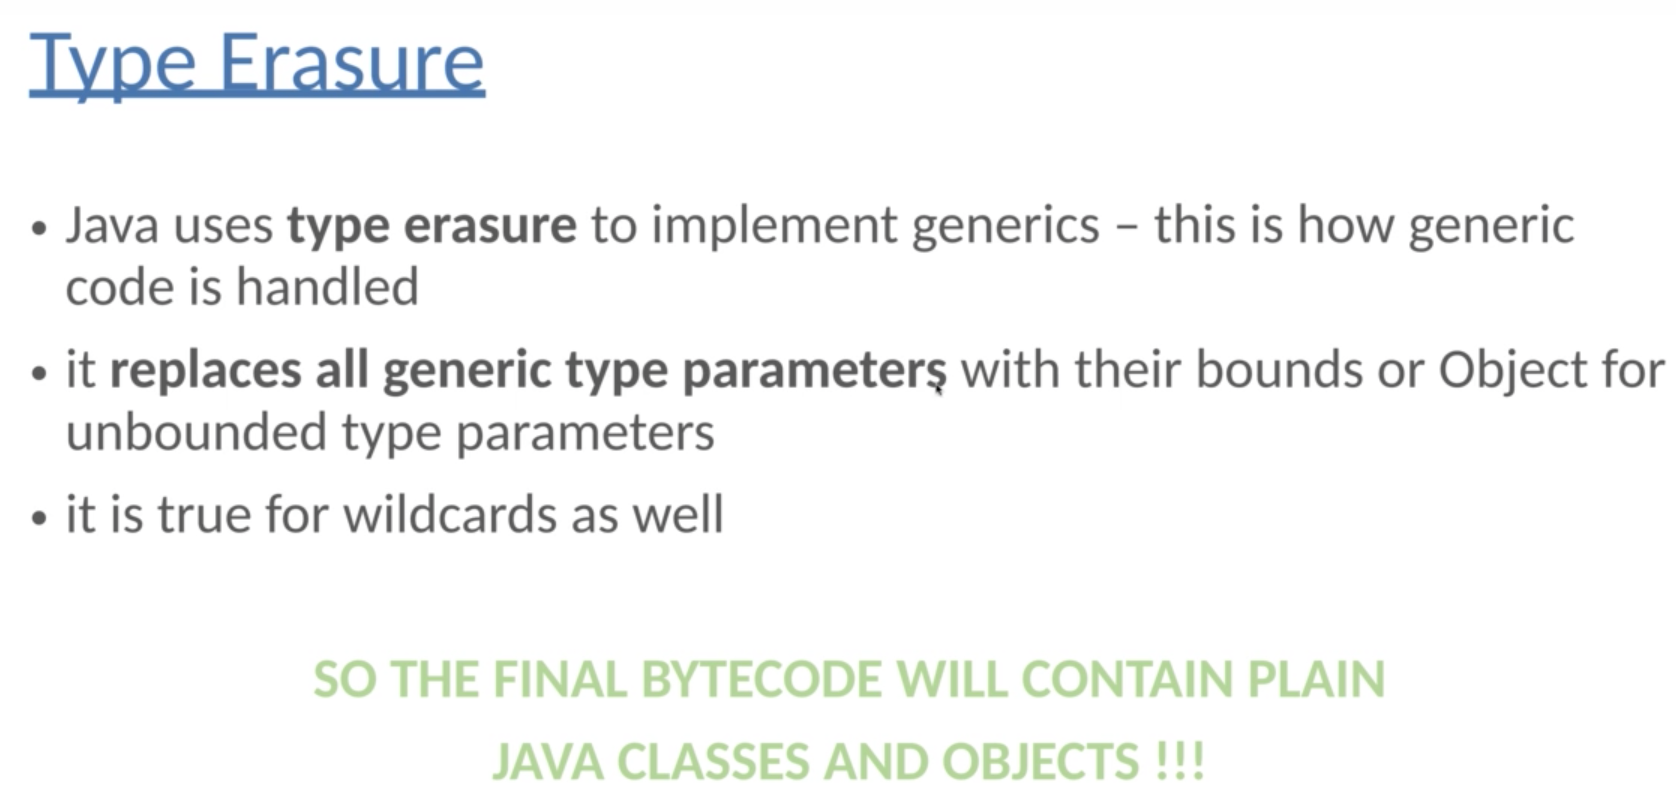 Type Erasure
• Java uses type erasure to implement generics – this is how generic
code is handled
• it replaces all generic type parameters with their bounds or Object for
unbounded type parameters
• it is true for wildcards as well
SO THE FINAL BYTECODE WILL CONTAIN PLAIN
JAVA CLASSES AND OBJECTS !!!